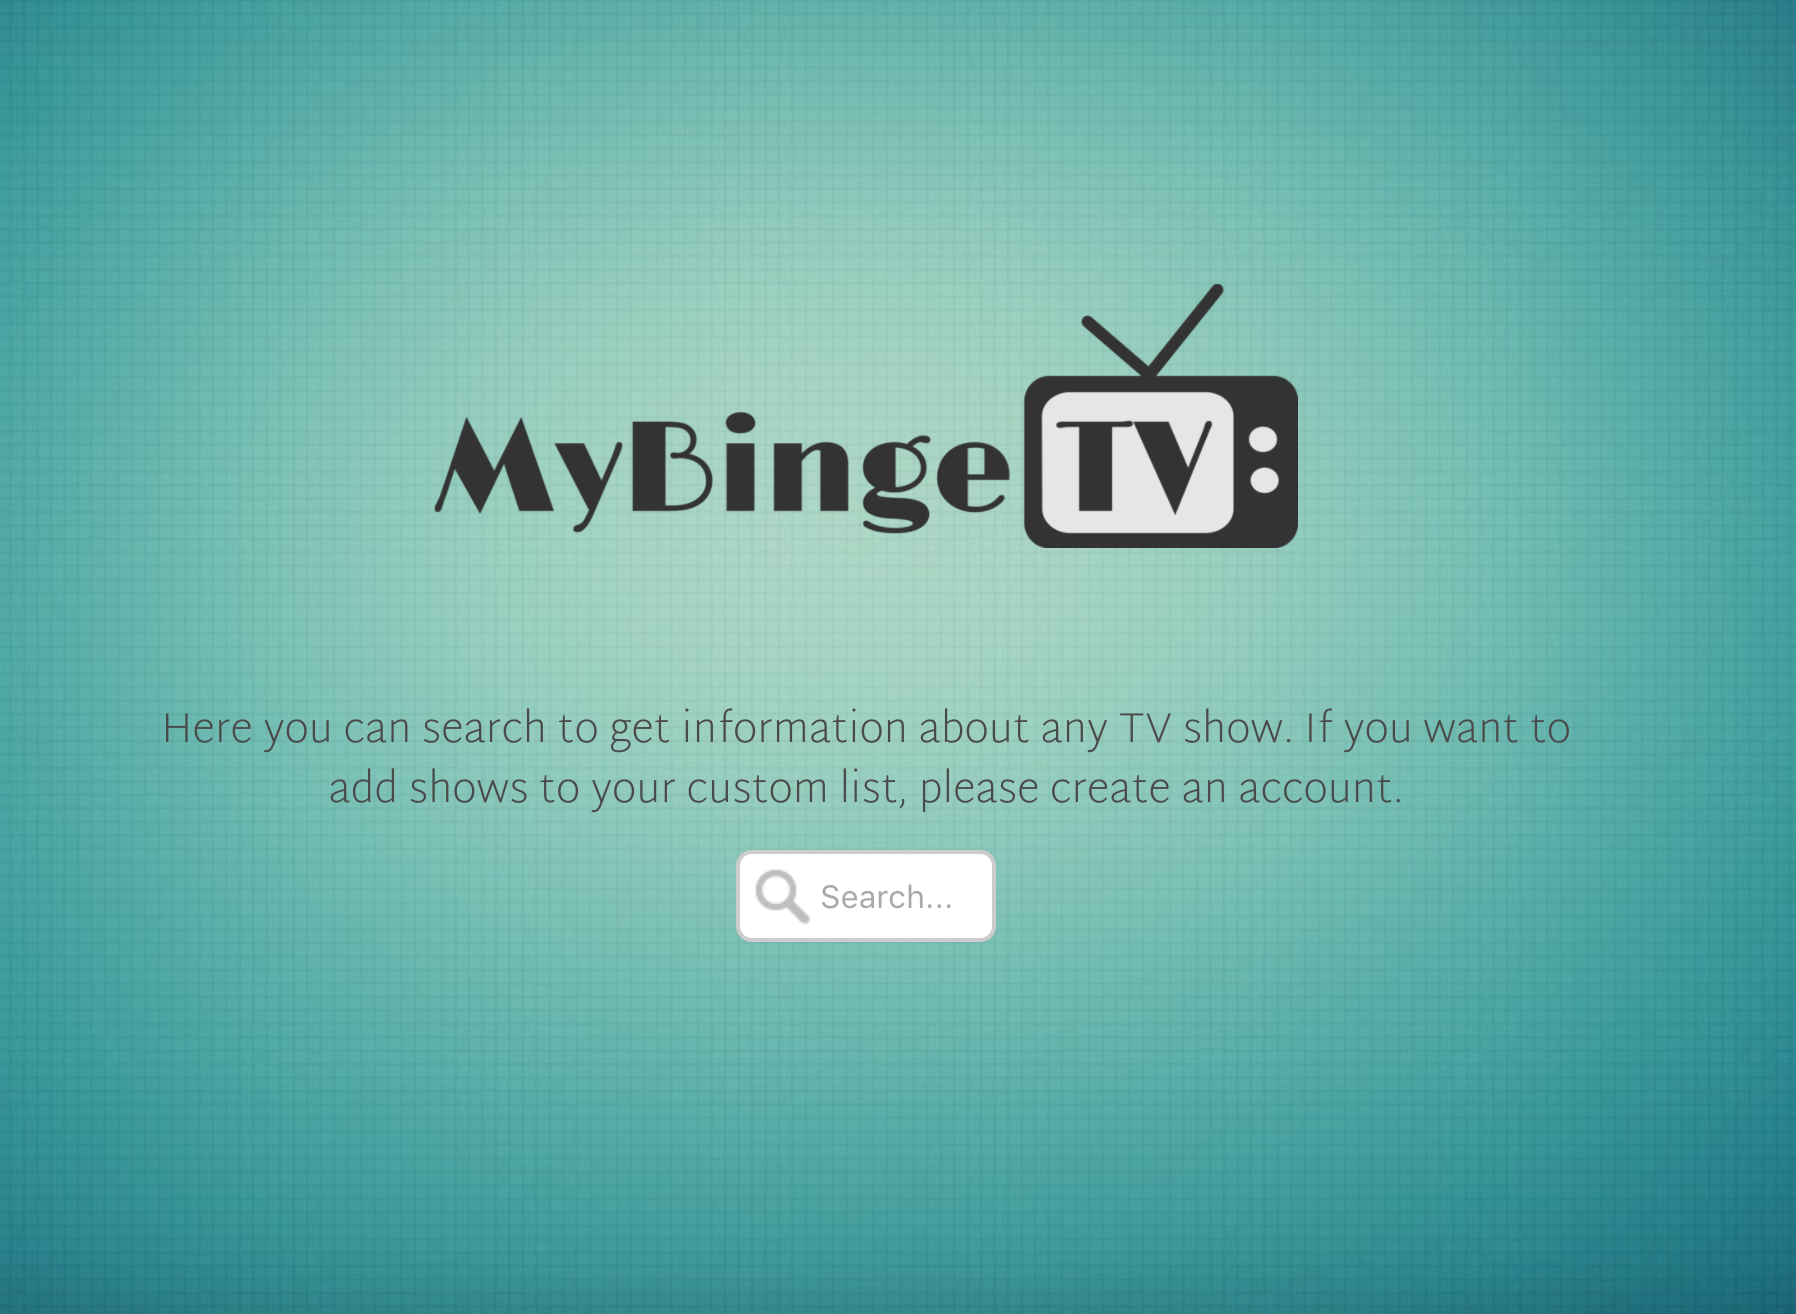 MyBinge TV
Here you can search to get information about any TV show. If you want to
add shows to your custom list, please create an account.
Search...